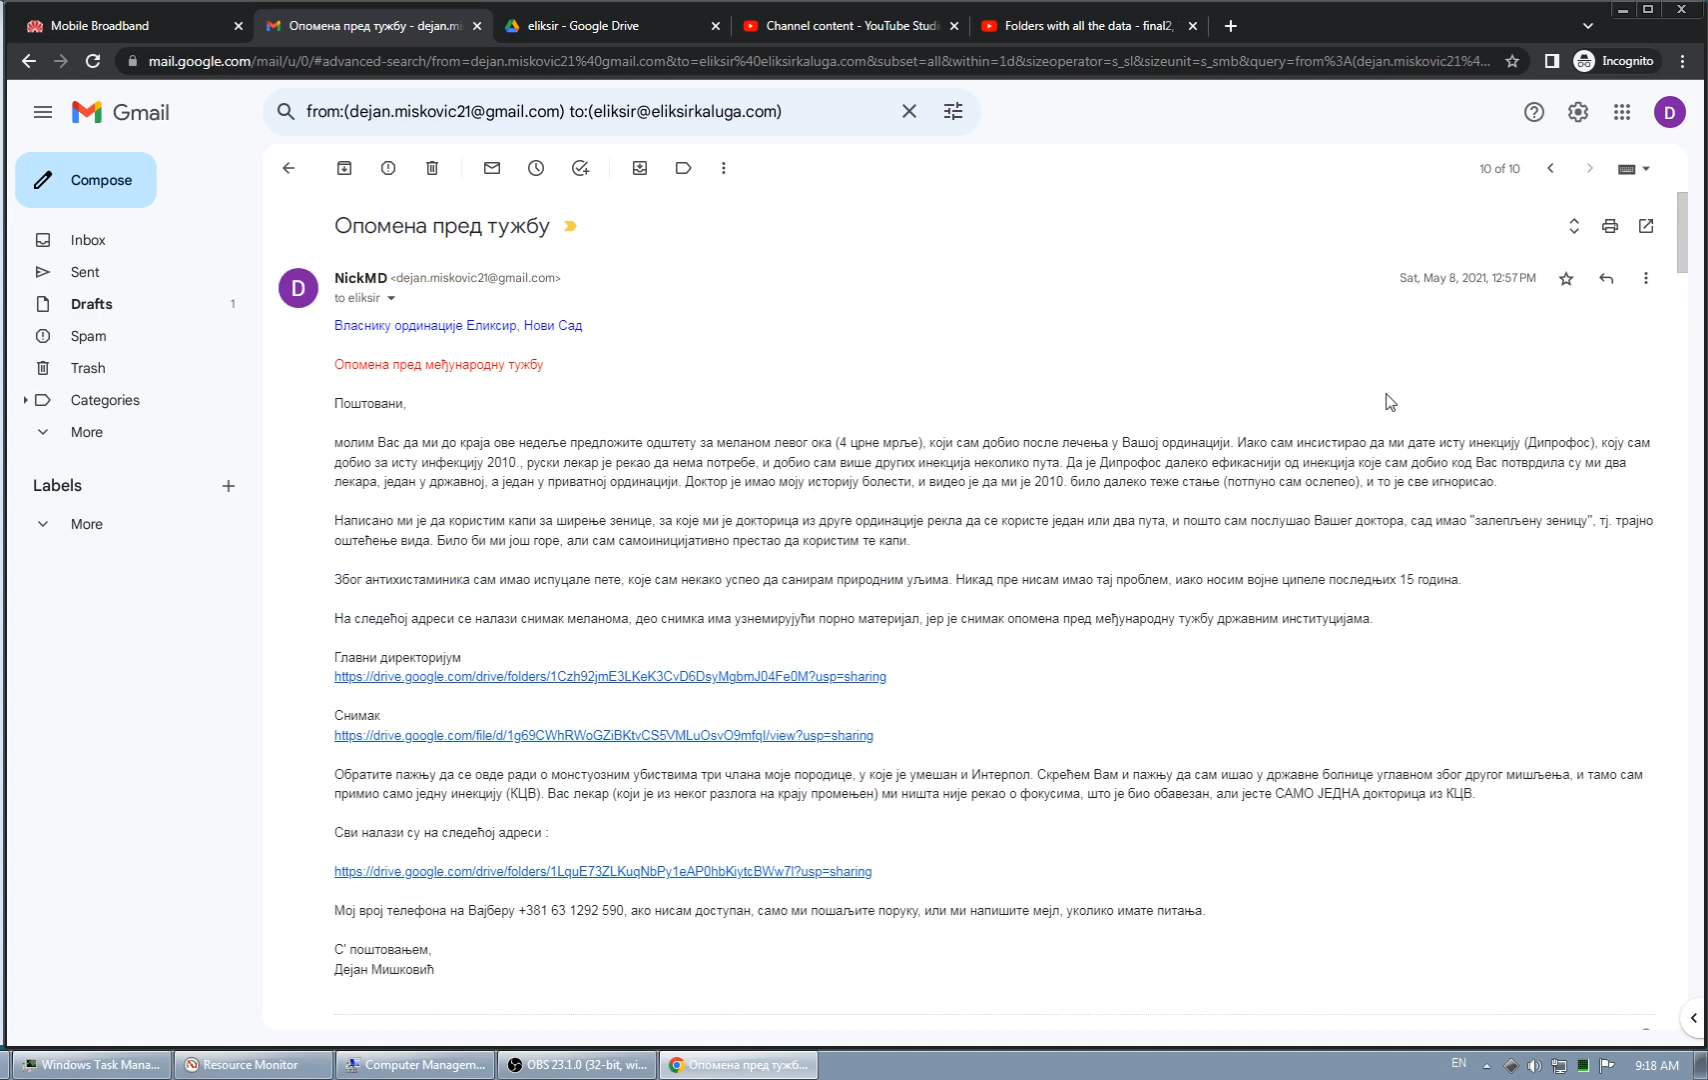 Mobile Broadband
Опомена пред тужбу - dejan.mi
eliksir - Google Drive
Channel content - YouTube Studi
Folders with all the data - final2,
mail.google.com/mail/u/0/#advanced-search/from=dejan.miskovic21%40gmail.com&to=eliksir%40eliksirkaluga.com&subset=all&within=1d&sizeoperator=s_sl&sizeunit=s_smb&query=from%3A(dejan.miskovic21%4...
Incognito
Gmail
from:(dejan.miskovic21@gmail.com) to:(eliksir@eliksirkaluga.com)
D
Compose
10 of 10
Inbox
Sent
Drafts 1
Spam
Trash
Categories
More
Labels
More
Опомена пред тужбу
D
NickMD <dejan.miskovic21@gmail.com>
Sat, May 8, 2021, 12:57 PM
to eliksir
Власнику ординације Еликсир, Нови Сад
Опомена пред међународну тужбу
Поштовани,
молим Вас да ми до краја ове недеље предложите одштету за меланом левог ока (4 црне мрље), који сам добио после лечења у Вашој ординацији. Иако сам инсистирао да ми дате исту инекцију (Дипрофос), коју сам
добио за исту инфекцију 2010., руски лекар је рекао да нема потребе, и добио сам више других инекција неколико пута. Да је Дипрофос далеко ефикаснији од инекција које сам добио код Вас потврдила су ми два
лекара, један у државној, а један у приватној ординацији. Доктор је имао моју историју болести, и видео је да ми је 2010. било далеко теже стање (потпуно сам ослепео), и то је све игнорисао.
Написано ми је да користим капи за ширење зенице, за које ми је докторица из друге ординације рекла да се користе један или два пута, и пошто сам послушао Вашег доктора, сад имао "залепљену зеницу", тј. трајно
оштећење вида. Било би ми још горе, али сам самоиницијативно престао да користим те капи.
Због антихистаминика сам имао испуцале пете, које сам некако успео да санирам природним уљима. Никад пре нисам имао тај проблем, иако носим војне ципеле последњих 15 година.
На следећој адреси се налази снимак меланома, део снимка има узнемирујући порно материјал, јер је снимак опомена пред међународну тужбу државним институцијама.
Главни директоријум
https://drive.google.com/drive/folders/1Czh92jmE3LKeK3CvD6DsyMgbmJ04Fe0M?usp=sharing
Снимак
https://drive.google.com/file/d/1g69CWhRWoGZiBKtvCS5VMLuOsvO9mfqI/view?usp=sharing
Обратите пажњу да се овде ради о монстуозним убиствима три члана моје породице, у које је умешан и Интерпол. Скрећем Вам и пажњу да сам ишао у државне болнице углавном због другог мишљења, и тамо сам
примио само једну инекцију (КЦВ). Вас лекар (који је из неког разлога на крају промењен) ми ништа није рекао о фокусима, што је био обавезан, али јесте САМО ЈЕДНА докторица из КЦВ.
Сви налази су на следећој адреси :
https://drive.google.com/drive/folders/1LquE73ZLKuqNbPy1eAP0hbKiytcBWw7l?usp=sharing
Мој врој телефона на Вајберу +381 63 1292 590, ако нисам доступан, само ми пошаљите поруку, или ми напишите мејл, уколико имате питања.
С' поштовањем,
Дејан Мишковић
Windows Task Mana...
Resource Monitor
Computer Managem...
OBS 23.1.0 (32-bit, wi...
Опомена пред тужб...
EN
9:18 AM